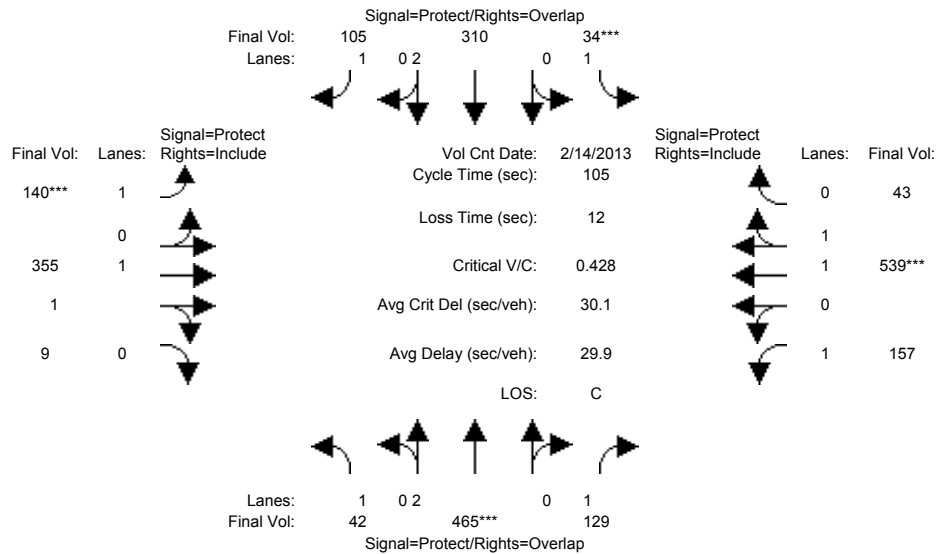 Signal=Protect/Rights=Overlap
Final Vol: 105 310 34***
Lanes: 1 0 2 0 1
Signal=Protect Signal=Protect
Final Vol: Lanes: Rights=Include Vol Cnt Date: 2/14/2013 Rights=Include Lanes: Final Vol:
Cycle Time (sec): 105
140*** 1 0 43
Loss Time (sec): 12
0 1
355 1 Critical V/C: 0.428 1 539***
1 Avg Crit Del (sec/veh): 30.1 0
9 0 Avg Delay (sec/veh): 29.9 1 157
LOS: C
Lanes: 1 0 2 0 1
Final Vol: 42 465*** 129
Signal=Protect/Rights=Overlap